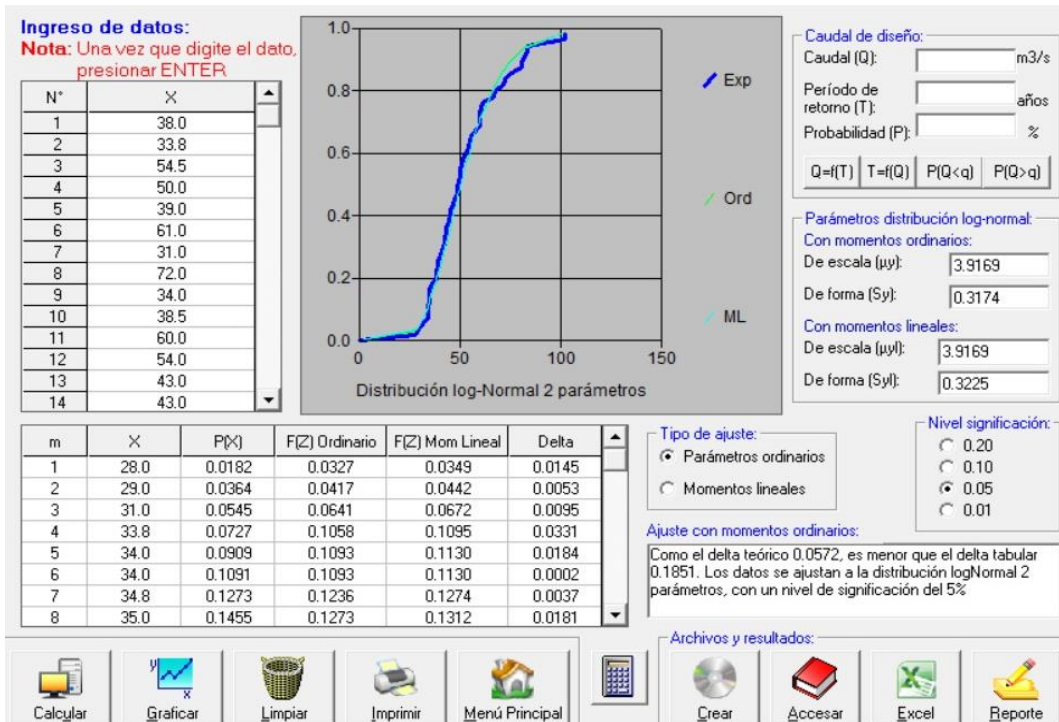 Ingreso de datos:
Nota: Una vez que digite el dato,
presionar ENTER
N° X
1 38.0
2 33.8
3 54.5
4 50.0
5 39.0
6 61.0
7 31.0
8 72.0
9 34.0
10 38.5
11 60.0
12 54.0
13 43.0
14 43.0
1.0
0.8
0.6
0.4
0.2
0.0
0 50 100 150
Distribución log-Normal 2 parámetros
Exp
Ord
ML
Caudal de diseño:
Caudal (Q): m3/s
Período de
retorno (T): años
Probabilidad (P): %
Q=f(T) T=f(Q) P(Q<q) P(Q>q)
Parámetros distribución log-normal:
Con momentos ordinarios:
De escala (μy): 3.9169
De forma (Sy): 0.3174
Con momentos lineales:
De escala (μyl): 3.9169
De forma (Syl): 0.3225
m X P(X) F(Z) Ordinario F(Z) Mom Lineal Delta
1 28.0 0.0182 0.0327 0.0349 0.0145
2 29.0 0.0364 0.0417 0.0442 0.0053
3 31.0 0.0545 0.0641 0.0672 0.0095
4 33.8 0.0727 0.1058 0.1095 0.0331
5 34.0 0.0909 0.1093 0.1130 0.0184
6 34.0 0.1091 0.1093 0.1130 0.0002
7 34.8 0.1273 0.1236 0.1274 0.0037
8 35.0 0.1455 0.1273 0.1312 0.0181
Tipo de ajuste:
Parámetros ordinarios
Momentos lineales
Nivel significación:
0.20
0.10
0.05
0.01
Ajuste con momentos ordinarios:
Como el delta teórico 0.0572, es menor que el delta tabular
0.1851. Los datos se ajustan a la distribución logNormal 2
parámetros, con un nivel de significación del 5%
Calcular
y x
Graficar
Limpiar
Imprimir
Menú Principal
Archivos y resultados:
Crear
Accesar
Excel
Reporte